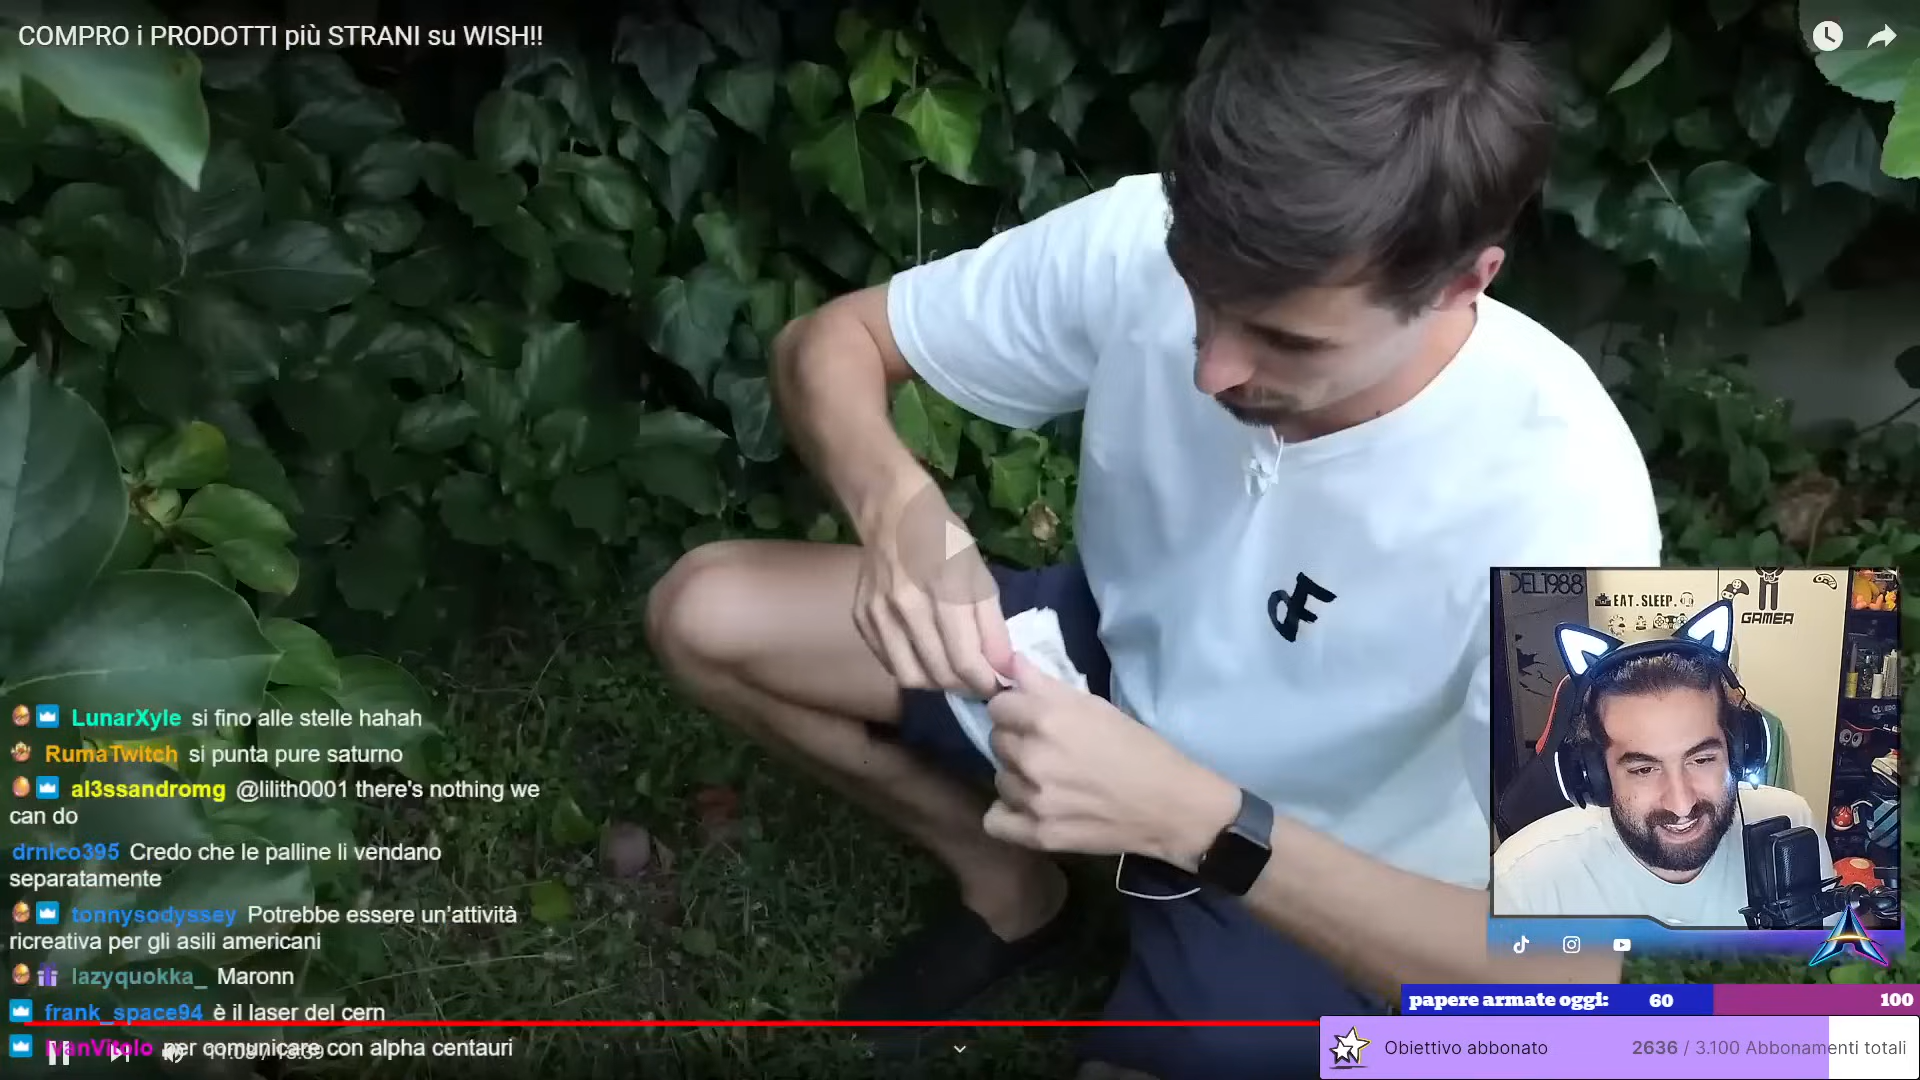 COMPRO i PRODOTTI più STRANI su WISH!!
DEL1988
EAT.SLEEP.
GAMEA
LunarXyle si fino alle stelle hahah
RumaTwitch si punta pure saturno
al3ssandromg @lilith0001 there's nothing we
can do
drnico395 Credo che le palline li vendano
separatamente
tonnysodyssey Potrebbe essere un'attività
ricreativa per gli asili americani
lazyquokka_ Maronn
frank_space94 è il laser del cern
IvanVitolo per comunicare con alpha centauri
papere armate oggi: 60 100
Obiettivo abbonato 2636 / 3.100 Abbonamenti totali